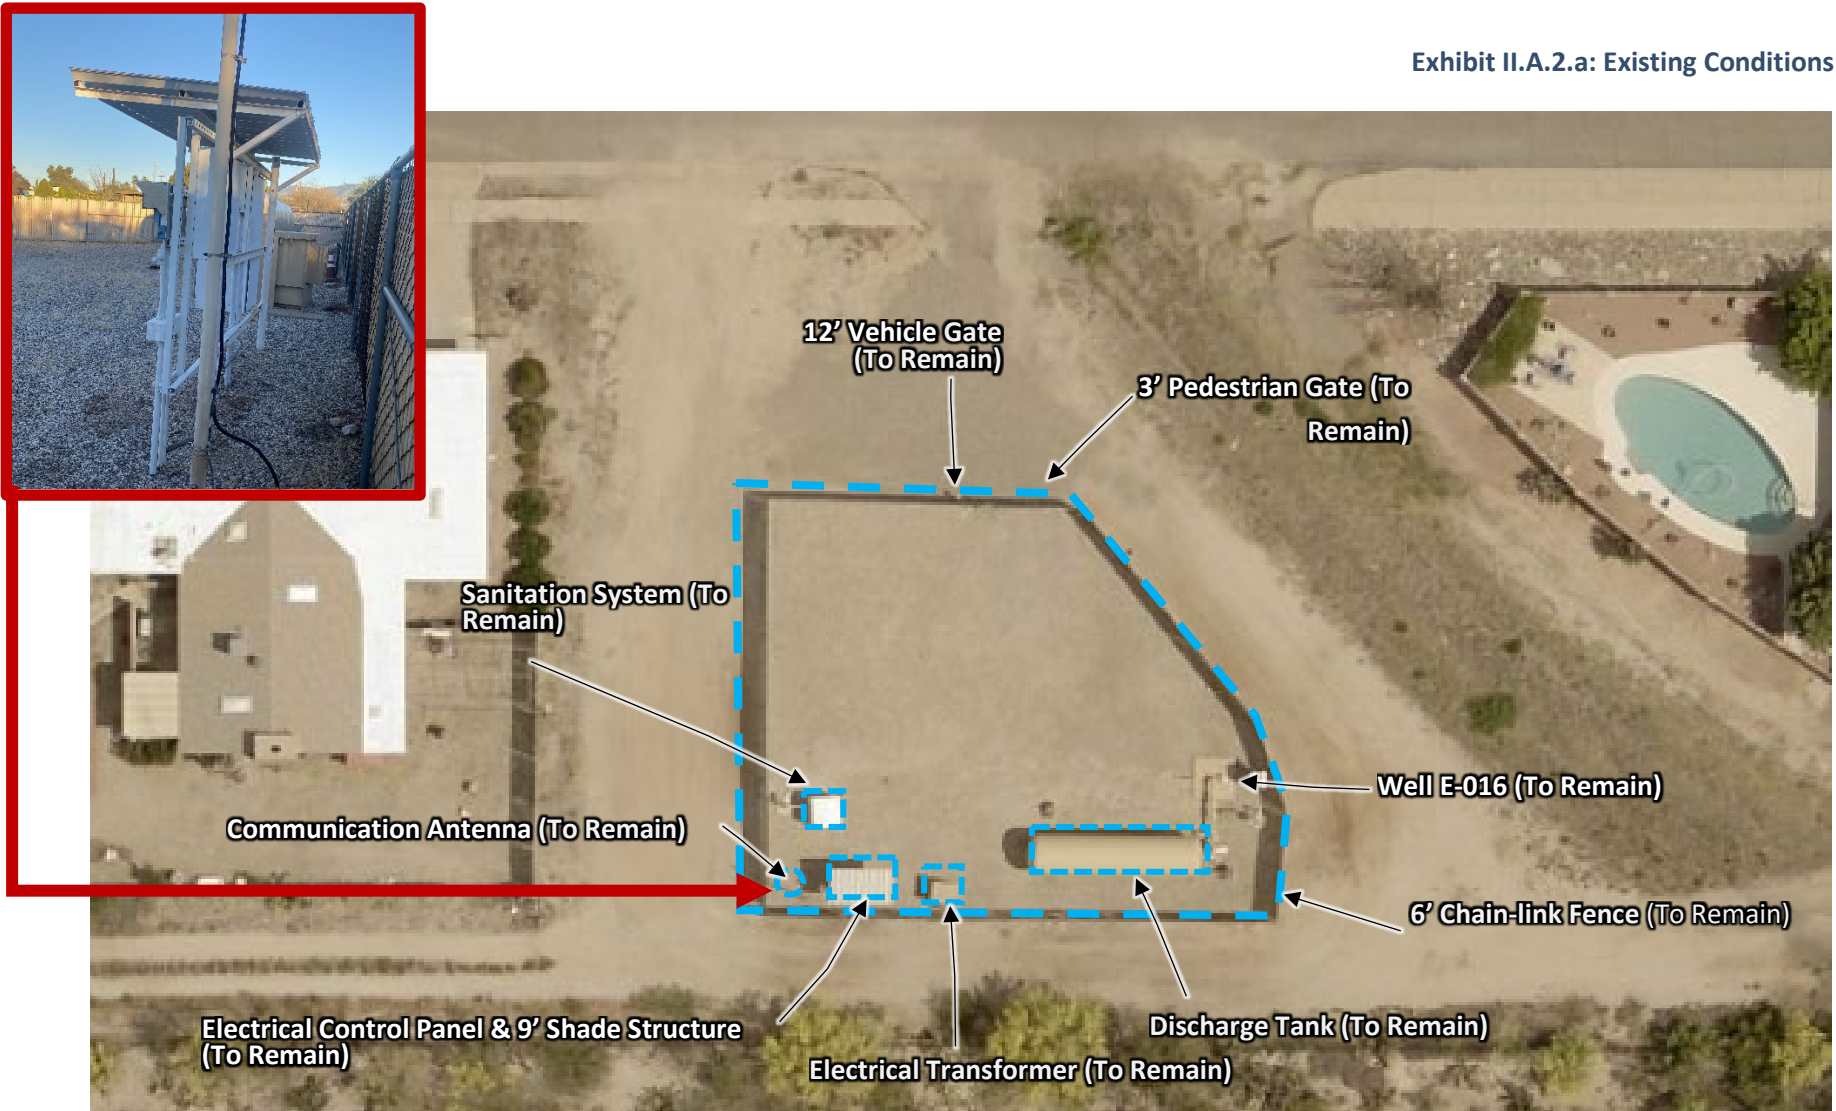 Exhibit II.A.2.a: Existing Conditions
12’ Vehicle Gate
(To Remain)
3’ Pedestrian Gate (To
Remain)
Sanitation System (To
Remain)
Well E-016 (To Remain)
Communication Antenna (To Remain)
6’ Chain-link Fence (To Remain)
Electrical Control Panel & 9’ Shade Structure
(To Remain)
Discharge Tank (To Remain)
Electrical Transformer (To Remain)